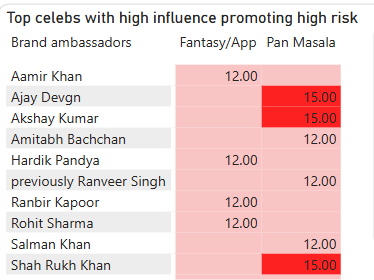 Top celebs with high influence promoting high risk
Brand ambassadors Fantasy/App Pan Masala
Aamir Khan 12.00
Ajay Devgn 15.00
Akshay Kumar 15.00
Amitabh Bachchan 12.00
Hardik Pandya 12.00
previously Ranveer Singh 12.00
Ranbir Kapoor 12.00
Rohit Sharma 12.00
Salman Khan 12.00
Shah Rukh Khan 15.00